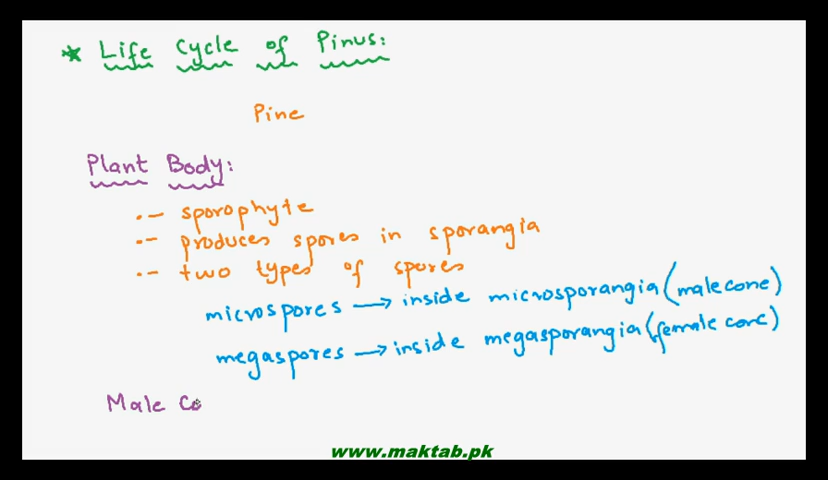 * Life Cycle of Pinus:
Pine
Plant Body:
.- sporophyte
.- produces spores in sporangia
.- two types of spores
microspores → inside microsporangia (male cone)
megaspores → inside megasporangia (female cone)
Male Co
www.maktab.pk